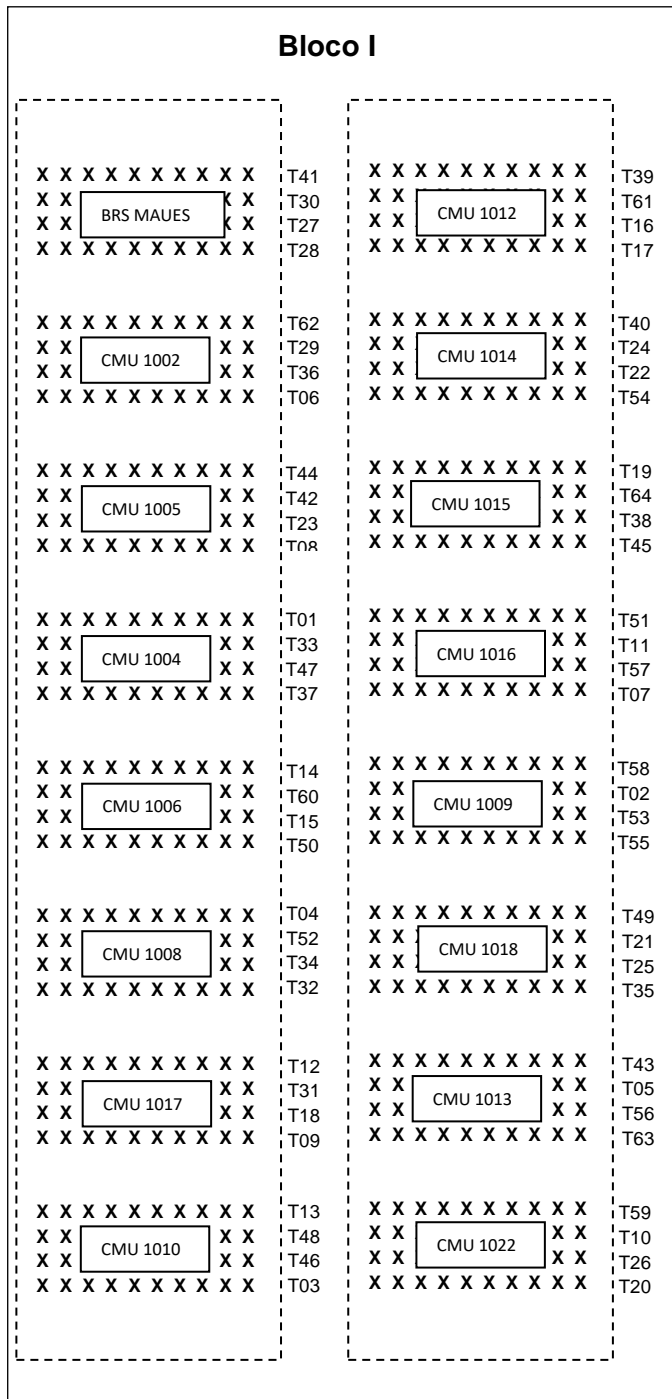 Bloco I
X X X X X X X X X X T41
X X X X T30
BRS MAUES
X X X X T27
X X X X X X X X X X T28
X X X X X X X X X X T62
X X X X T29
CMU 1002
X X X X T36
X X X X X X X X X X T06
X X X X X X X X X X T44
X X X X T42
CMU 1005
X X X X T23
X X X X X X X X X X T08
X X X X X X X X X X T01
X X X X T33
CMU 1004
X X X X T47
X X X X X X X X X X T37
X X X X X X X X X X T14
X X X X T60
CMU 1006
X X X X T15
X X X X X X X X X X T50
X X X X X X X X X X T04
X X X X T52
CMU 1008
X X X X T34
X X X X X X X X X X T32
X X X X X X X X X X T12
X X X X T31
CMU 1017
X X X X T18
X X X X X X X X X X T09
X X X X X X X X X X T13
X X X X T48
CMU 1010
X X X X T46
X X X X X X X X X X T03
X X X X X X X X X X T39
X X X X T61
CMU 1012
X X X X T16
X X X X X X X X X X T17
X X X X X X X X X X T40
X X X X T24
CMU 1014
X X X X T22
X X X X X X X X X X T54
X X X X X X X X X X T19
X X X X T64
CMU 1015
X X X X T38
X X X X X X X X X X T45
X X X X X X X X X X T51
X X X X T11
CMU 1016
X X X X T57
X X X X X X X X X X T07
X X X X X X X X X X T58
X X X X T02
CMU 1009
X X X X T53
X X X X X X X X X X T55
X X X X X X X X X X T49
X X X X T21
CMU 1018
X X X X T25
X X X X X X X X X X T35
X X X X X X X X X X T43
X X X X T05
CMU 1013
X X X X T56
X X X X X X X X X X T63
X X X X X X X X X X T59
X X X X T10
CMU 1022
X X X X T26
X X X X X X X X X X T20